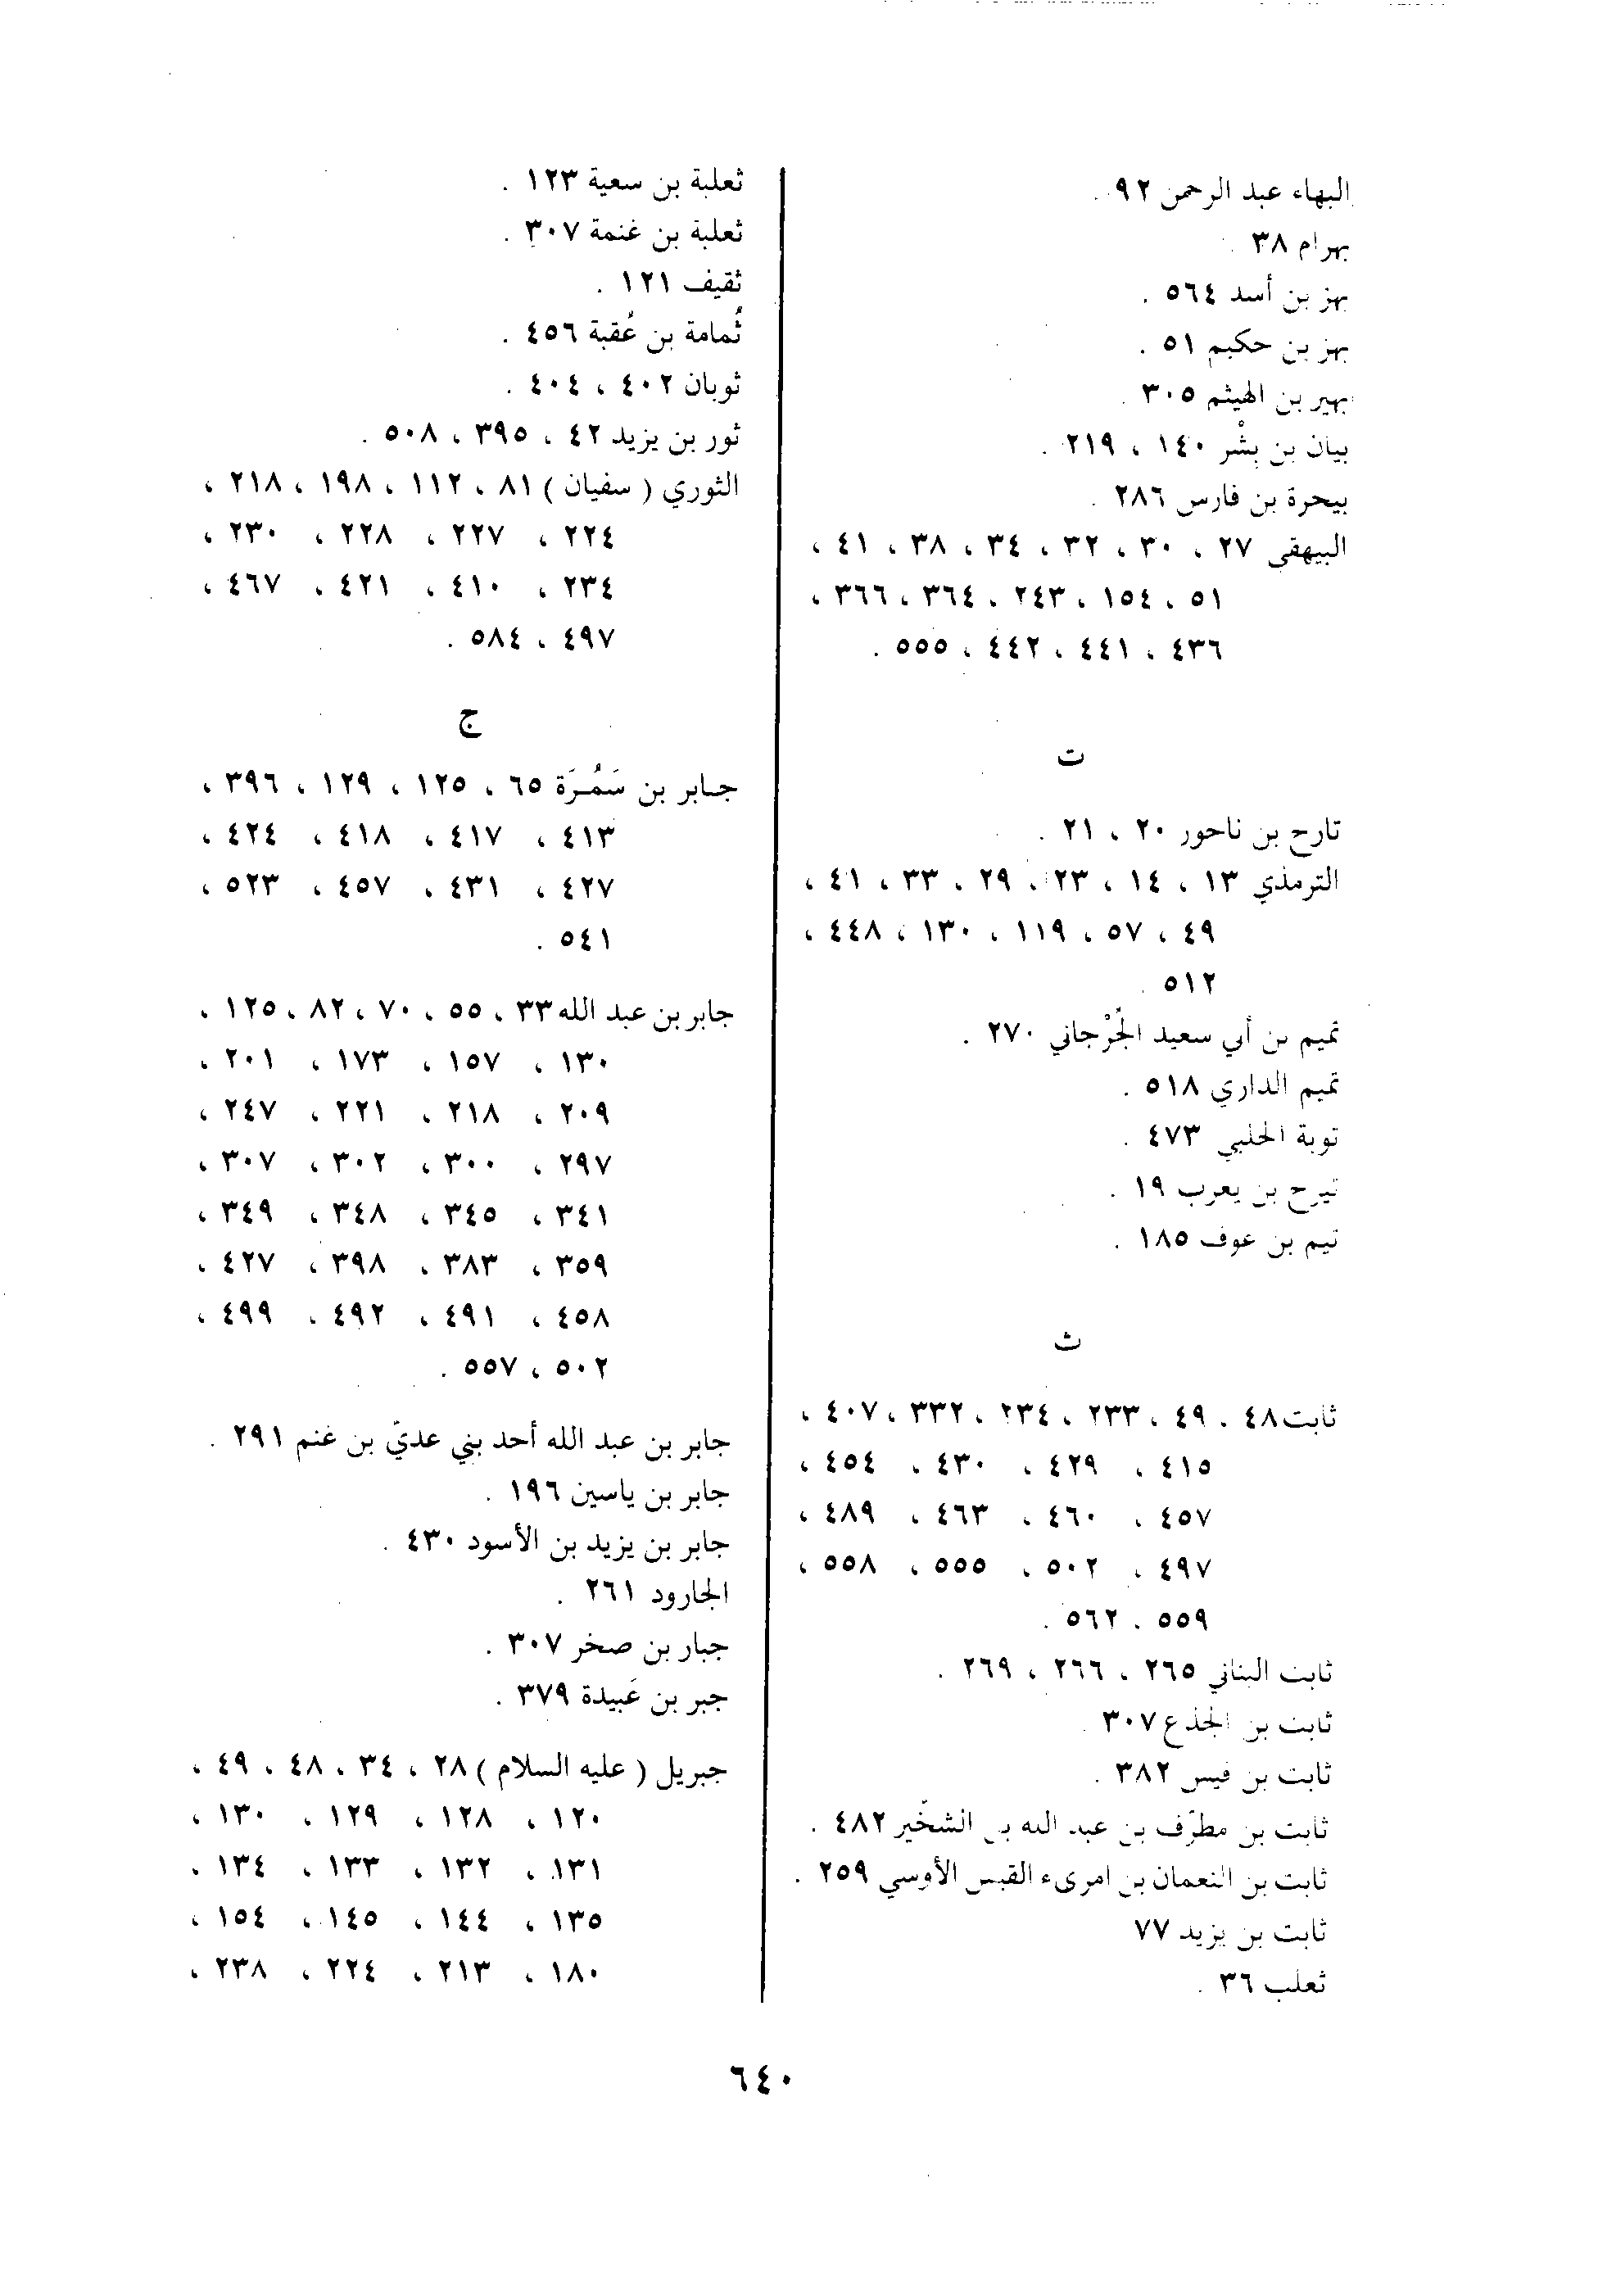 البهاء عبد الرحمن ٩٢ .
بهرام ٣٨ .
بهز بن أسد ٥٦٤ .
بهز بن حكيم ٥١ .
بهير بن الهيثم ٣٠٥ .
بيان بن بِشْر ١٤٠ ، ٢١٩ .
بيحرة بن فارس ٢٨٦ .
البيهقي ٢٧ ، ٣٠ ، ٣٢ ، ٣٤ ، ٣٨ ، ٤١ ،
٥١ ، ١٥٤ ، ٢٤٣ ، ٣٦٤ ، ٣٦٦ ،
٤٣٦ ، ٤٤١ ، ٤٤٢ ، ٥٥٥ .
ت
تارح بن ناحور ٢٠ ، ٢١ .
الترمذي ١٣ ، ١٤ ، ٢٣ ، ٢٩ ، ٣٣ ، ٤١ ،
٤٩ ، ٥٧ ، ١١٩ ، ١٣٠ ، ٤٤٨ ،
٥١٢ .
تميم بن أبي سعيد الجُرْجاني ٢٧٠ .
تميم الداري ٥١٨ .
توبة الحلبي ٤٧٣ .
تيرح بن يعرب ١٩ .
تيم بن عوف ١٨٥ .
ث
ثابت ٤٨ ، ٤٩ ، ٢٣٣ ، ٢٣٤ ، ٣٣٢ ، ٤٠٧ ،
٤١٥ ، ٤٢٩ ، ٤٣٠ ، ٤٥٤ ،
٤٥٧ ، ٤٦٠ ، ٤٦٣ ، ٤٨٩ ،
٤٩٧ ، ٥٠٢ ، ٥٥٥ ، ٥٥٨ ،
٥٥٩ ، ٥٦٢ .
ثابت البناني ٢٦٥ ، ٢٦٦ ، ٢٦٩ .
ثابت بن الجذع ٣٠٧ .
ثابت بن قيس ٣٨٢ .
ثابت بن مطرّف بن عبد الله بن الشخّير ٤٨٢ .
ثابت بن النعمان بن امرىء القيس الأوسي ٢٥٩ .
ثابت بن يزيد ٧٧
ثعلب ٣٦ .
ثعلبة بن سعية ١٢٣ .
ثعلبة بن غنمة ٣٠٧ .
ثقيف ١٢١ .
ثُمامة بن عُقبة ٤٥٦ .
ثوبان ٤٠٢ ، ٤٠٤ .
ثور بن يزيد ٤٢ ، ٣٩٥ ، ٥٠٨ .
الثوري ( سفيان ) ٨١ ، ١١٢ ، ١٩٨ ، ٢١٨ ،
٢٢٤ ، ٢٢٧ ، ٢٢٨ ، ٢٣٠ ،
٢٣٤ ، ٤١٠ ، ٤٢١ ، ٤٦٧ ،
٤٩٧ ، ٥٨٤ .
ج
جابر بن سَمُرَة ٦٥ ، ١٢٥ ، ١٢٩ ، ٣٩٦ ،
٤١٣ ، ٤١٧ ، ٤١٨ ، ٤٢٤ ،
٤٢٧ ، ٤٣١ ، ٤٥٧ ، ٥٢٣ ،
٥٤١ .
جابر بن عبد الله ٣٣ ، ٥٥ ، ٧٠ ، ٨٢ ، ١٢٥ ،
١٣٠ ، ١٥٧ ، ١٧٣ ، ٢٠١ ،
٢٠٩ ، ٢١٨ ، ٢٢١ ، ٢٤٧ ،
٢٩٧ ، ٣٠٠ ، ٣٠٢ ، ٣٠٧ ،
٣٤١ ، ٣٤٥ ، ٣٤٨ ، ٣٤٩ ،
٣٥٩ ، ٣٨٣ ، ٣٩٨ ، ٤٢٧ ،
٤٥٨ ، ٤٩١ ، ٤٩٢ ، ٤٩٩ ،
٥٠٢ ، ٥٥٧ .
جابر بن عبد الله أحد بني عديّ بن غنم ٢٩١ .
جابر بن ياسين ١٩٦ .
جابر بن يزيد بن الأسود ٤٣٠ .
الجارود ٢٦١ .
جبار بن صخر ٣٠٧ .
جبر بن عَبيدة ٣٧٩ .
جبريل ( عليه السلام ) ٢٨ ، ٣٤ ، ٤٨ ، ٤٩ ،
١٢٠ ، ١٢٨ ، ١٢٩ ، ١٣٠ ،
١٣١ ، ١٣٢ ، ١٣٣ ، ١٣٤ ،
١٣٥ ، ١٤٤ ، ١٤٥ ، ١٥٤ ،
١٨٠ ، ٢١٣ ، ٢٢٤ ، ٢٣٨ ،
٦٤٠